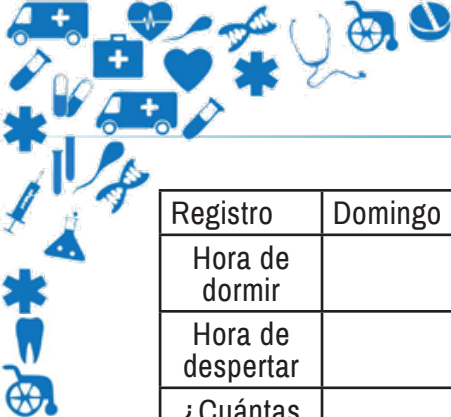 Registro Domingo
Hora de
dormir
Hora de
despertar
¿Cuántas